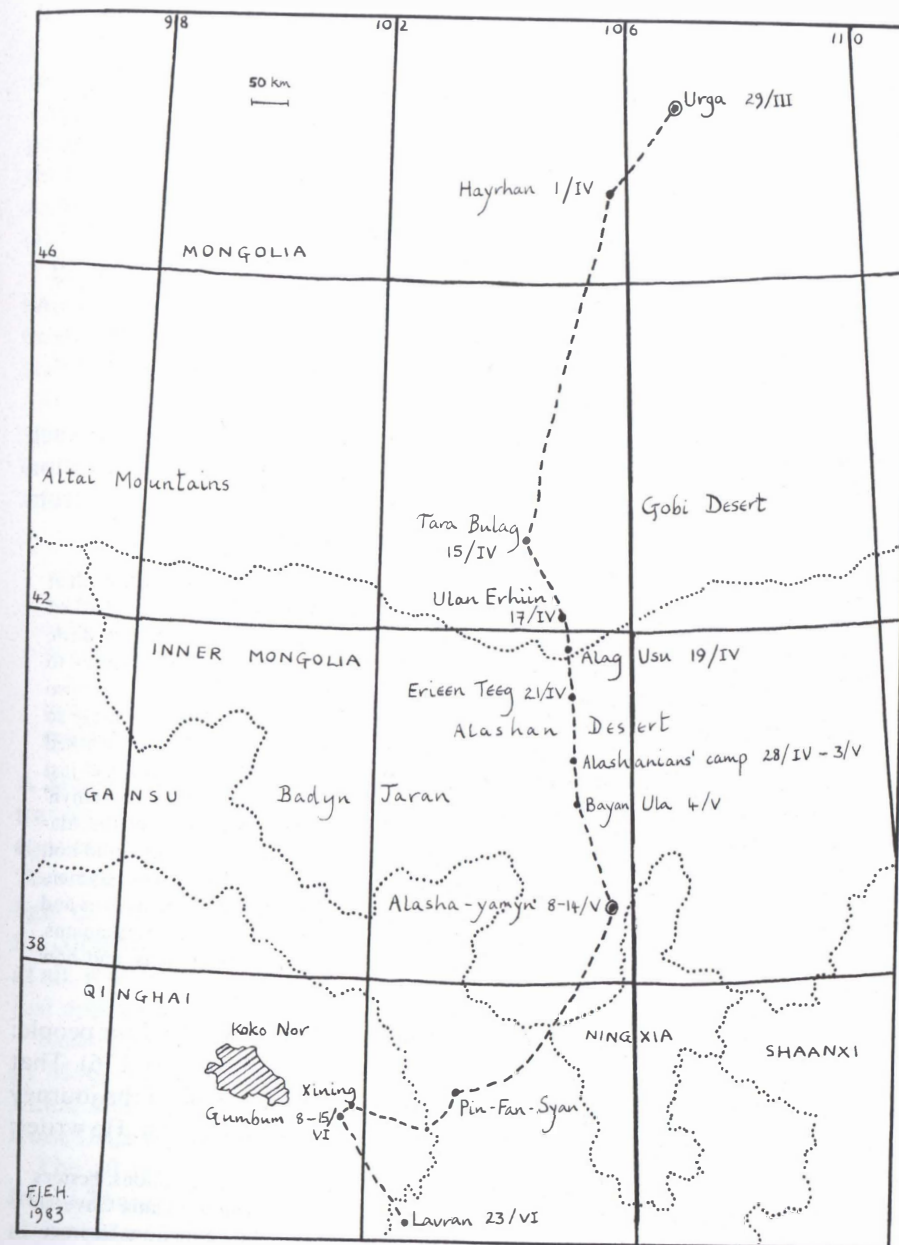 98
102
106
110
50 km
Urga 29/III
Hayrhan 1/IV
46
MONGOLIA
Altai Mountains
Gobi Desert
Tara Bulag
15/IV
42
Ulan Erhiin
17/IV
INNER MONGOLIA
Alag Usu 19/IV
Erieen Teeg 21/IV
Alashan Desert
Alashanians' camp 28/IV-3/V
GANSU
Badyn Jaran
Bayan Ula 4/V
Alasha-yamyn 8-14/V
38
QINGHAI
Koko Nor
NINGXIA
SHAANXI
Xining
Pin-Fan-Syan
Gumbum 8-15/
VI
F.J.E.H.
1983
Lavran 23/VI